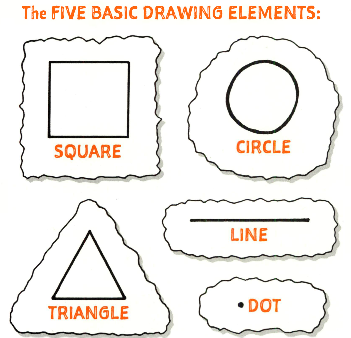 The FIVE BASIC DRAWING ELEMENTS:
SQUARE
CIRCLE
LINE
TRIANGLE
DOT